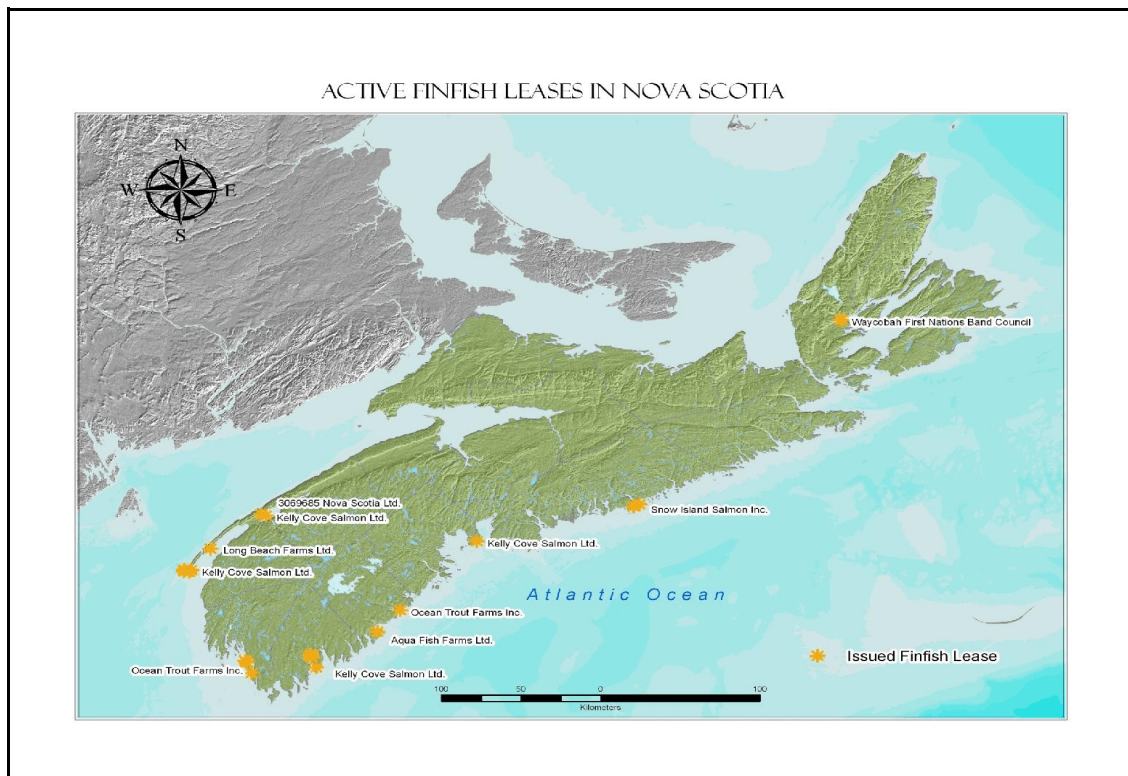 ACTIVE FINFISH LEASES IN NOVA SCOTIA
N
W E
S
Waycobah First Nations Band Council
3069685 Nova Scotia Ltd.
Kelly Cove Salmon Ltd.
Snow Island Salmon Inc.
Long Beach Farms Ltd.
Kelly Cove Salmon Ltd.
Kelly Cove Salmon Ltd.
Atlantic Ocean
Ocean Trout Farms Inc.
Aqua Fish Farms Ltd.
Issued Finfish Lease
Ocean Trout Farms Inc.
Kelly Cove Salmon Ltd.
100 0 100
Kilometers